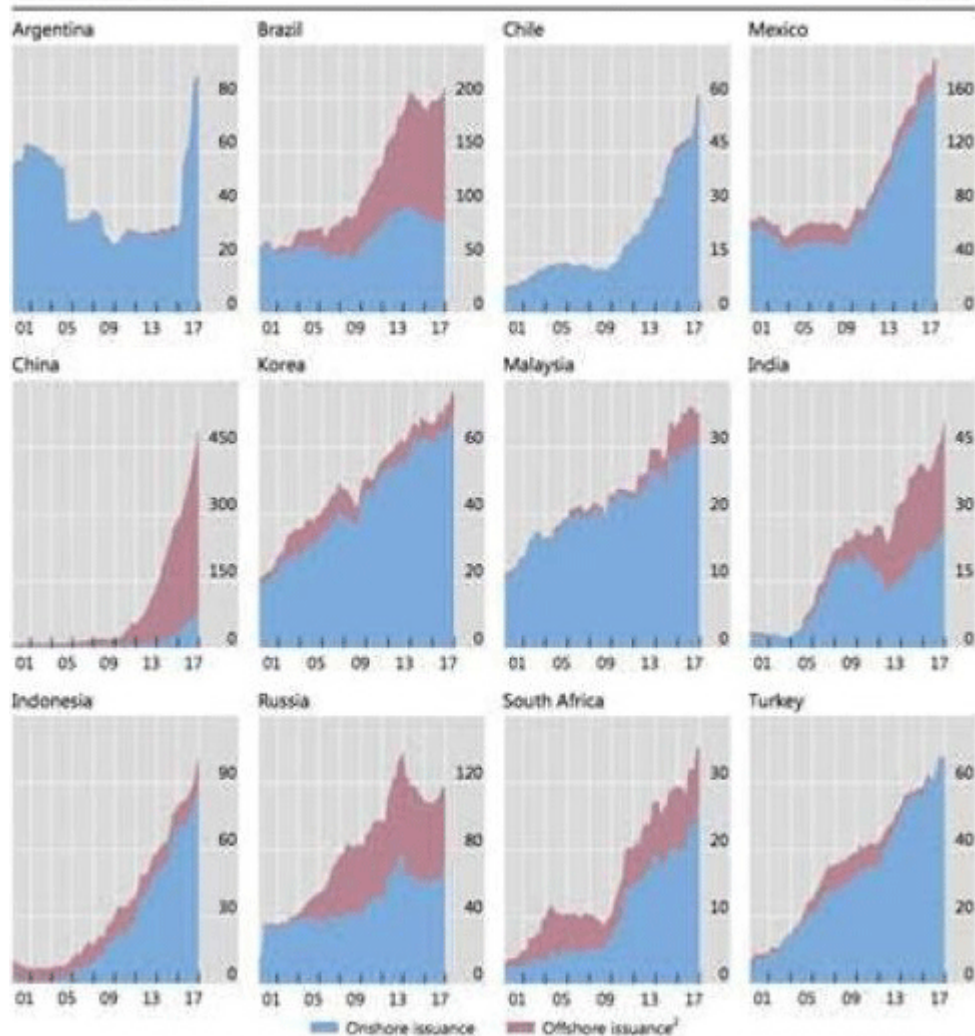 Argentina
Brazil
Chile
Mexico
80
60
40
20
0
200
150
100
50
0
60
45
30
15
0
160
120
80
40
0
01 05 09 13 17
01 05 09 13 17
01 05 09 13 17
01 05 09 13 17
China
Korea
Malaysia
India
450
300
150
0
60
40
20
0
30
20
10
0
45
30
15
0
01 05 09 13 17
01 05 09 13 17
01 05 09 13 17
01 05 09 13 17
Indonesia
Russia
South Africa
Turkey
90
60
30
0
120
80
40
0
30
20
10
0
60
40
20
0
01 05 09 13 17
01 05 09 13 17
01 05 09 13 17
01 05 09 13 17
Onshore issuance
Offshore issuance²